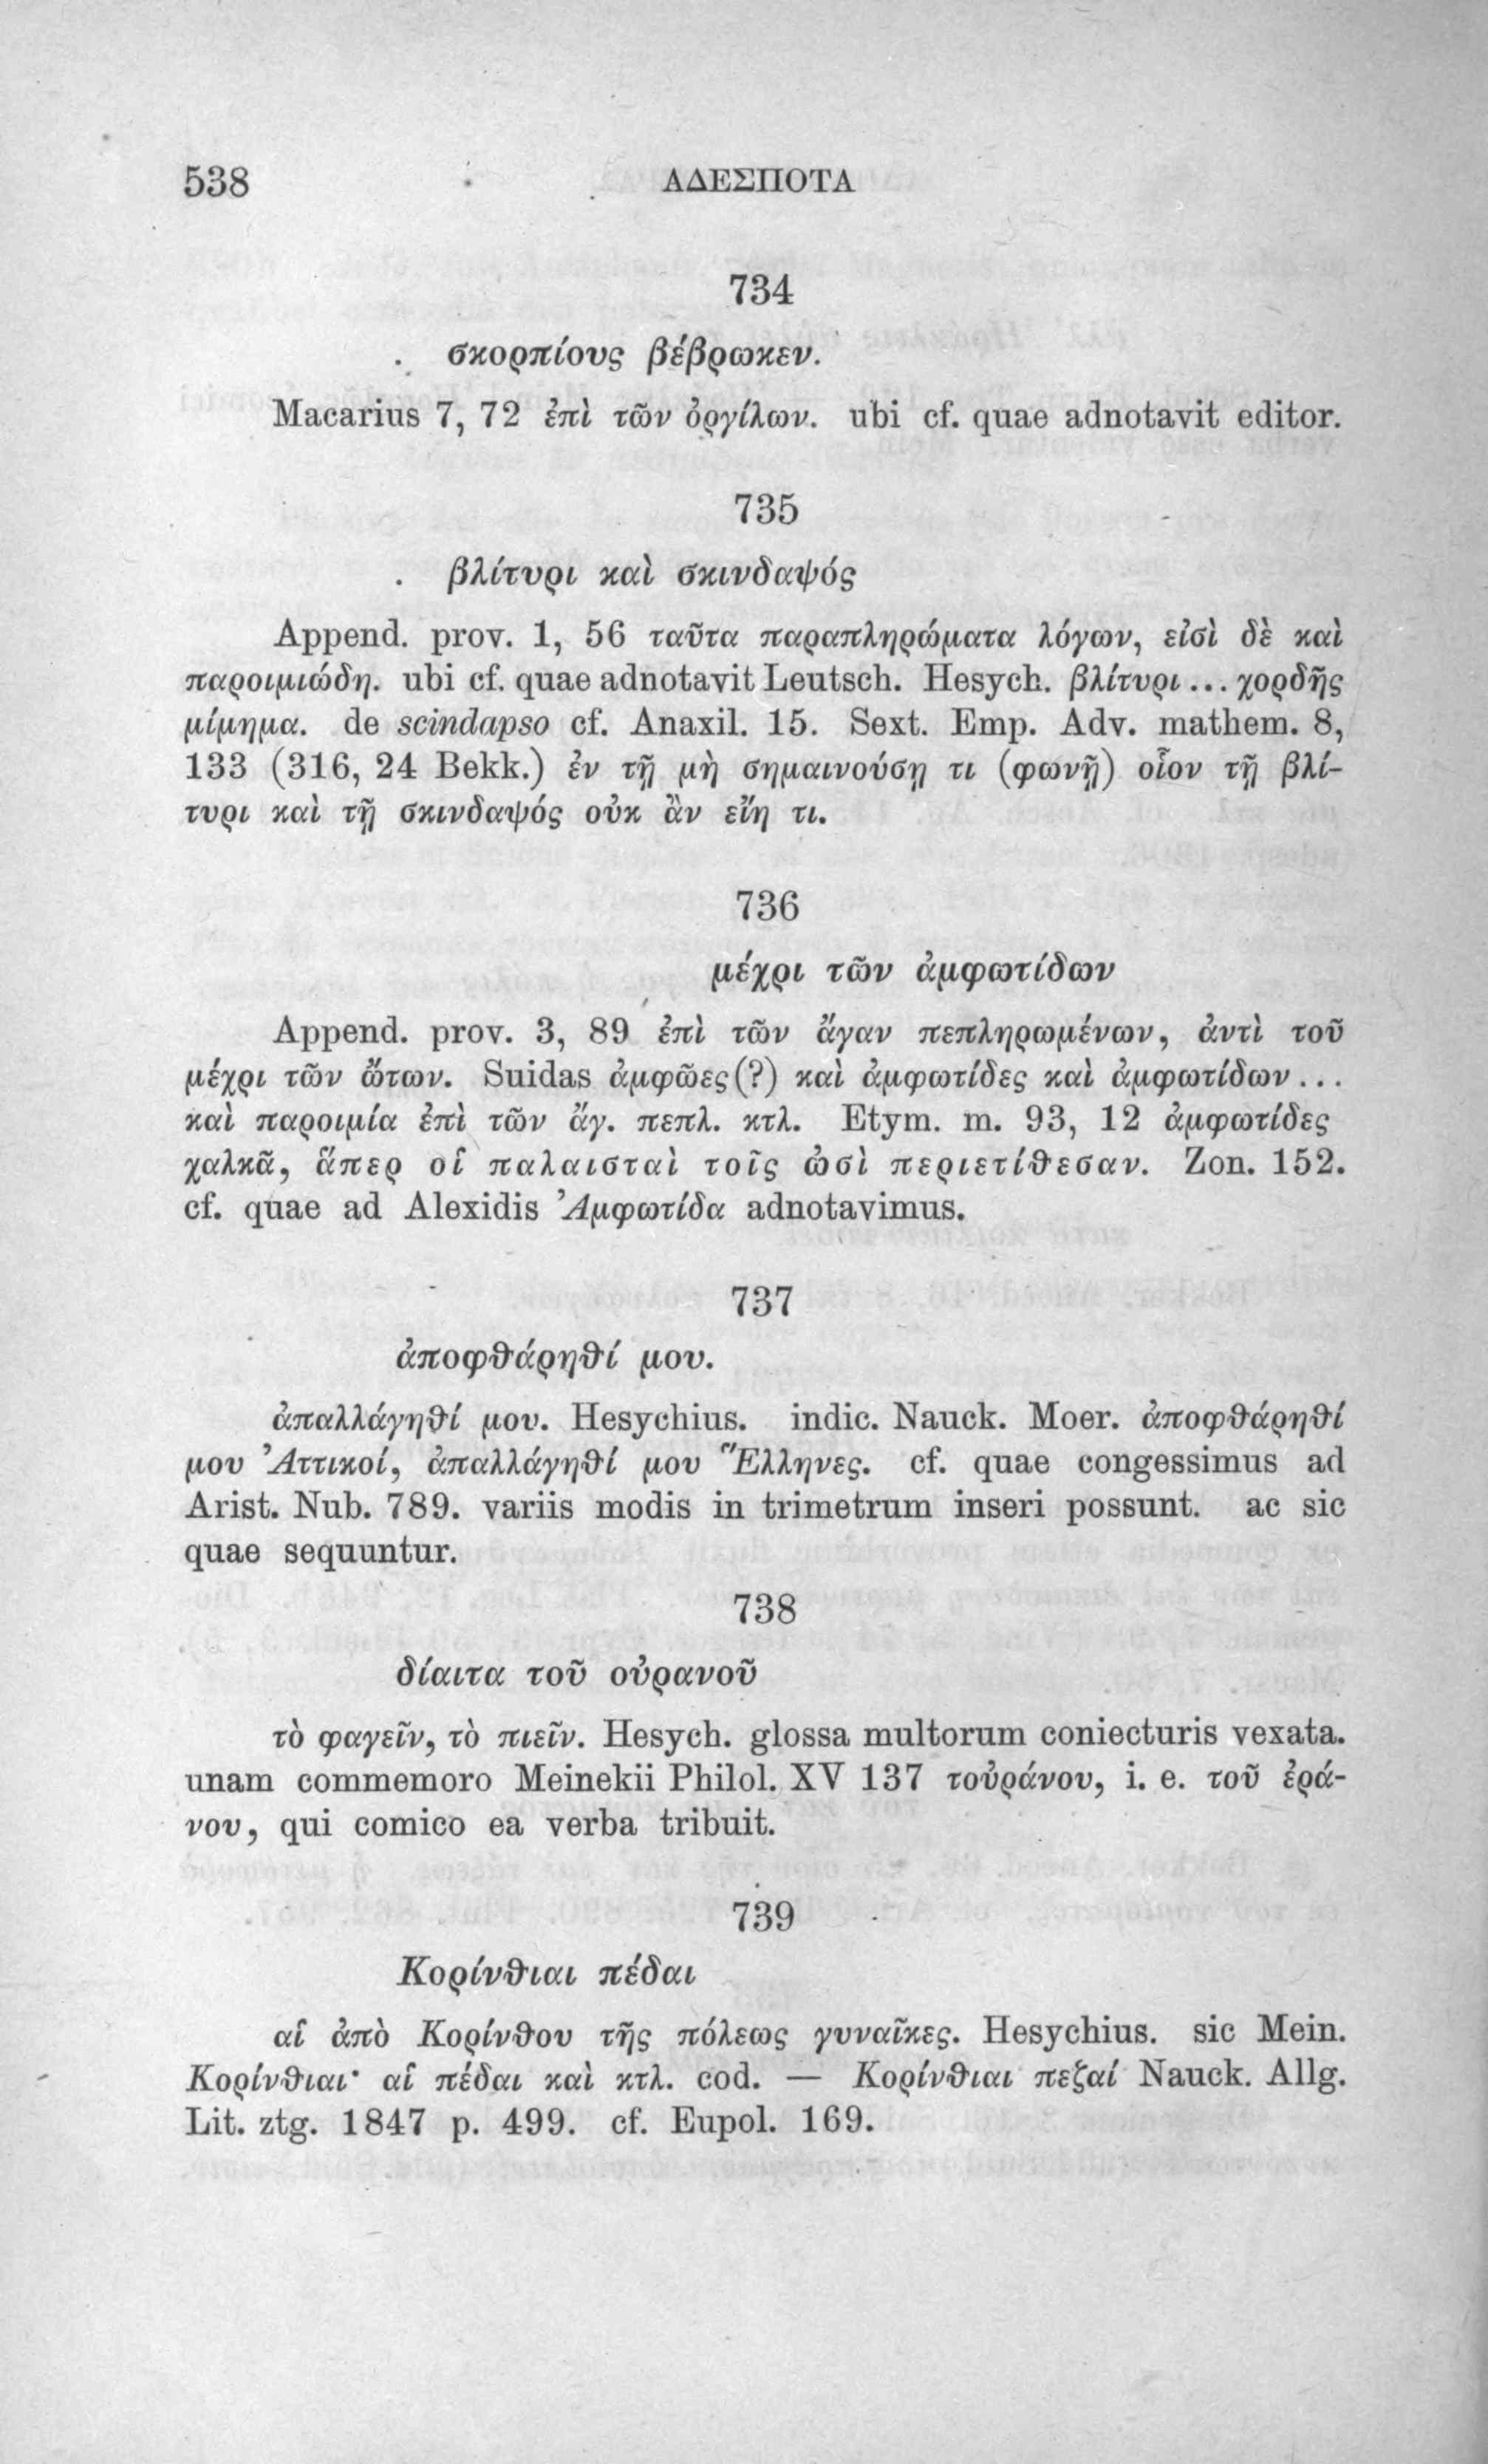 538 ΑΔΕΣΠΟΤΑ
734
σκορπίους βέβρωκεν.
Macarius 7, 72 ἐπὶ τῶν ὀργίλων. ubi cf. quae adnotavit editor.
735
βλίτυρι καὶ σκινδαψός
Append. prov. 1, 56 ταῦτα παραπληρώματα λόγων, εἰσὶ δὲ καὶ
παροιμιώδη. ubi cf. quae adnotavit Leutsch. Hesych. βλίτυρι ... χορδῆς
μίμημα. de scindapso cf. Anaxil. 15. Sext. Emp. Adv. mathem. 8,
133 (316, 24 Bekk.) ἐν τῇ μὴ σημαινούσῃ τι (φωνῇ) οἷον τῇ βλί-
τυρι καὶ τῇ σκινδαψός οὐκ ἂν εἴη τι.
736
μέχρι τῶν ἀμφωτίδων
Append. prov. 3, 89 ἐπὶ τῶν ἄγαν πεπληρωμένων, ἀντὶ τοῦ
μέχρι τῶν ὤτων. Suidas ἀμφῶες (?) καὶ ἀμφωτίδες καὶ ἀμφωτίδων ...
καὶ παροιμία ἐπὶ τῶν ἄγ. πεπλ. κτλ. Etym. m. 93, 12 ἀμφωτίδες
χαλκᾶ, ἅπερ οἱ παλαισταὶ τοῖς ὠσὶ περιετίθεσαν. Zon. 152.
cf. quae ad Alexidis Ἀμφωτίδα adnotavimus.
737
ἀποφθάρηθί μου.
ἀπαλλάγηθί μου. Hesychius. indic. Nauck. Moer. ἀποφθάρηθί
μου Ἀττικοί, ἀπαλλάγηθί μου Ἕλληνες. cf. quae congessimus ad
Arist. Nub. 789. variis modis in trimetrum inseri possunt. ac sic
quae sequuntur.
738
δίαιτα τοῦ οὐρανοῦ
τὸ φαγεῖν, τὸ πιεῖν. Hesych. glossa multorum coniecturis vexata.
unam commemoro Meinekii Philol. XV 137 τοὐράνου, i. e. τοῦ ἐρά-
νου, qui comico ea verba tribuit.
739
Κορίνθιαι πέδαι
αἱ ἀπὸ Κορίνθου τῆς πόλεως γυναῖκες. Hesychius. sic Mein.
Κορίνθιαι· αἱ πέδαι καὶ κτλ. cod. — Κορίνθιαι πεζαί Nauck. Allg.
Lit. ztg. 1847 p. 499. cf. Eupol. 169.